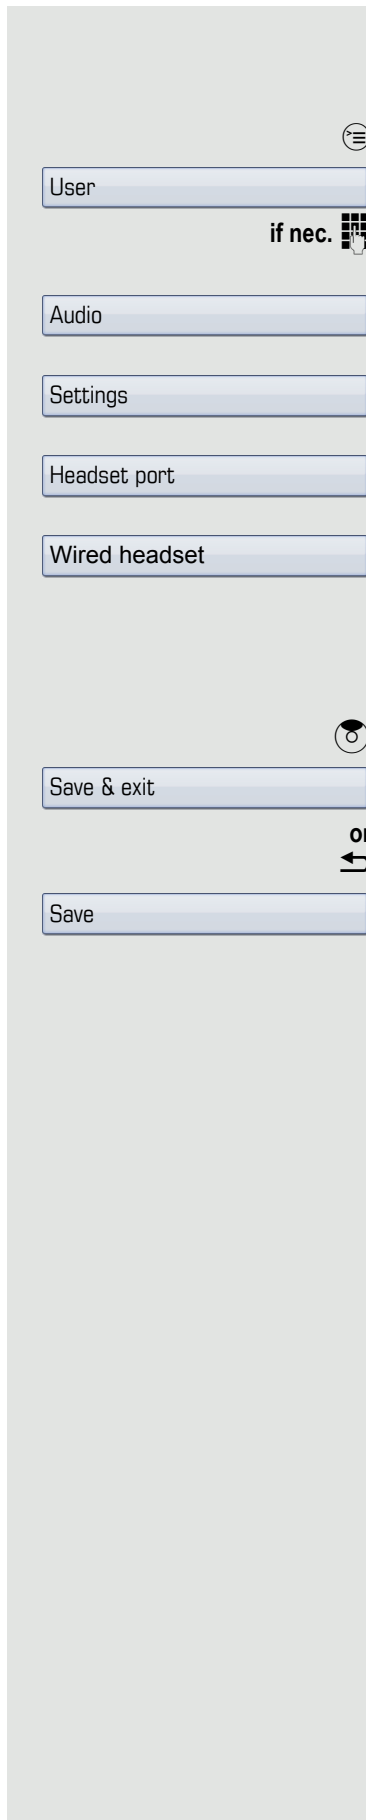 User
if nec.
Audio
Settings
Headset port
Wired headset
Save & exit
or
Save